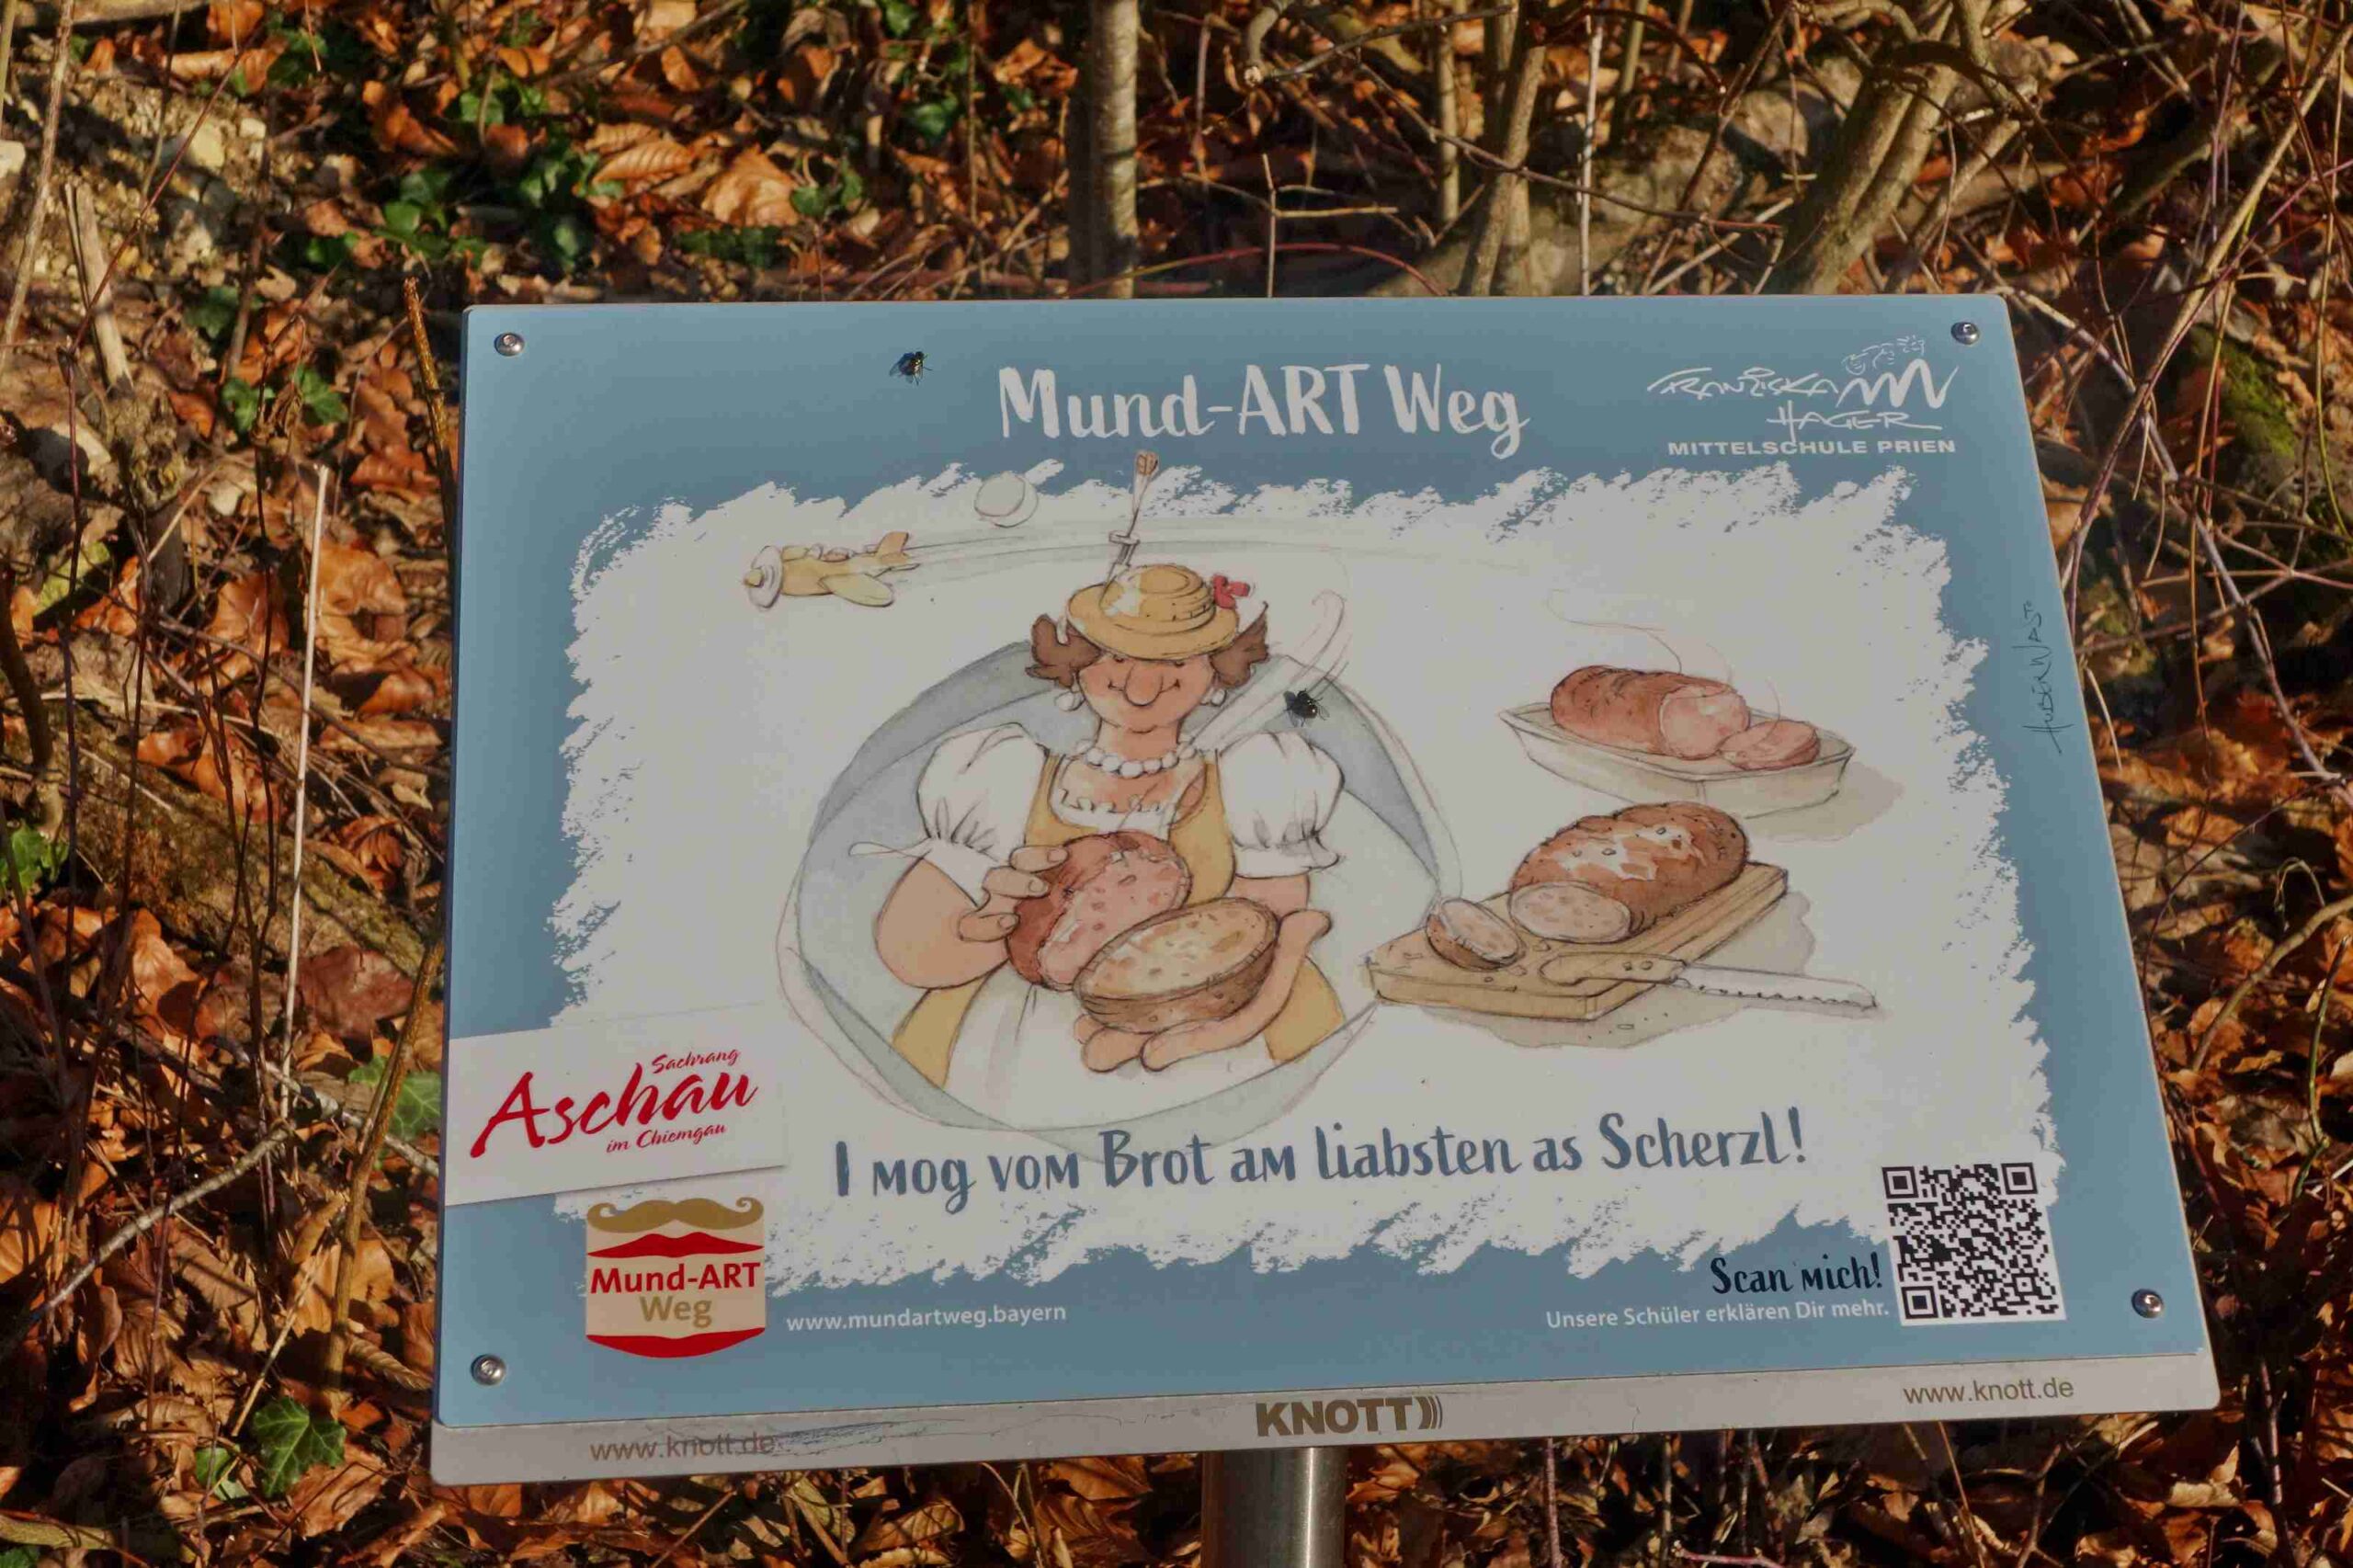 Mund-ART Weg
FRANZISKA
HAGER
MITTELSCHULE PRIEN
Sachrang
Aschau
im Chiemgau
I mog vom Brot am liabsten as Scherzl!
Mund-ART
Weg
www.mundartweg.bayern
Scan mich!
Unsere Schüler erklären Dir mehr.
www.knott.de
KNOTT
www.knott.de